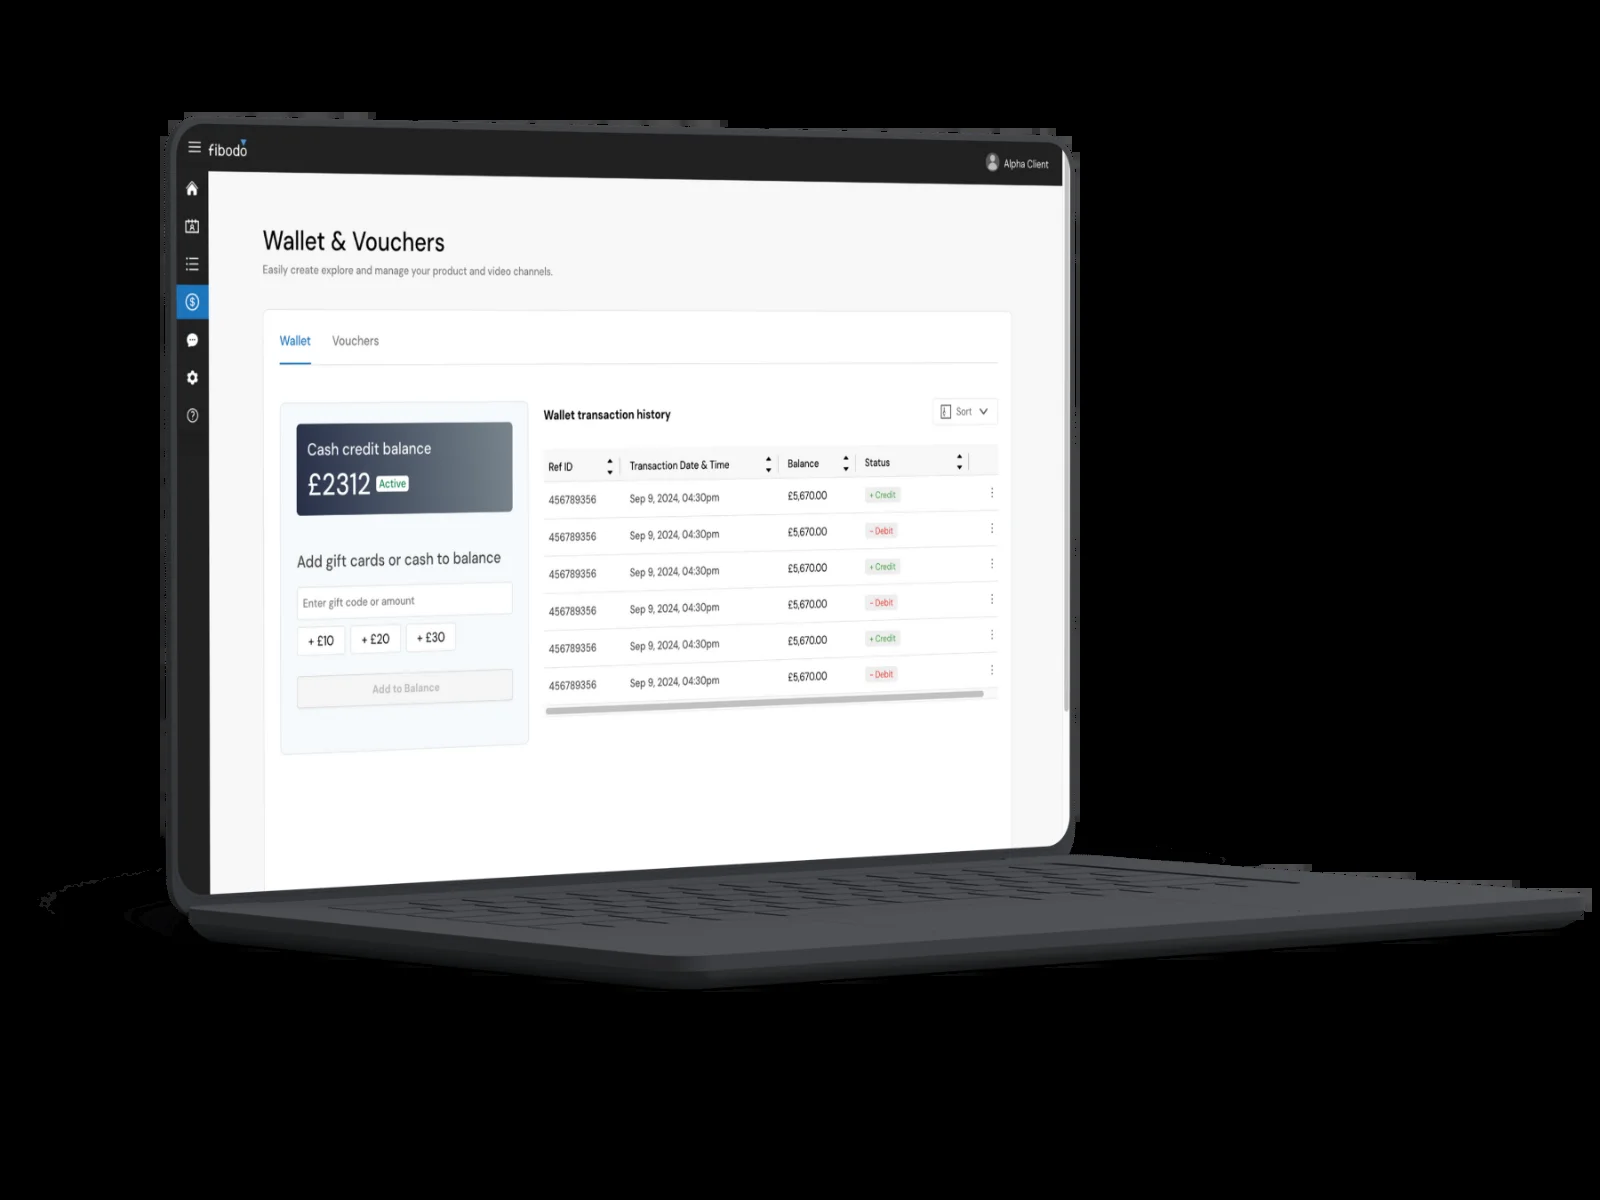 fibodo
Alpha Client
Wallet & Vouchers
Easily create explore and manage your product and video channels.
Wallet Vouchers
Cash credit balance
£2312 Active
Add gift cards or cash to balance
Enter gift code or amount
+ £10 + £20 + £30
Add to Balance
Wallet transaction history
Sort
Ref ID Transaction Date & Time Balance Status
456789356 Sep 9, 2024, 04:30pm £5,670.00 + Credit
456789356 Sep 9, 2024, 04:30pm £5,670.00 - Debit
456789356 Sep 9, 2024, 04:30pm £5,670.00 + Credit
456789356 Sep 9, 2024, 04:30pm £5,670.00 - Debit
456789356 Sep 9, 2024, 04:30pm £5,670.00 + Credit
456789356 Sep 9, 2024, 04:30pm £5,670.00 - Debit